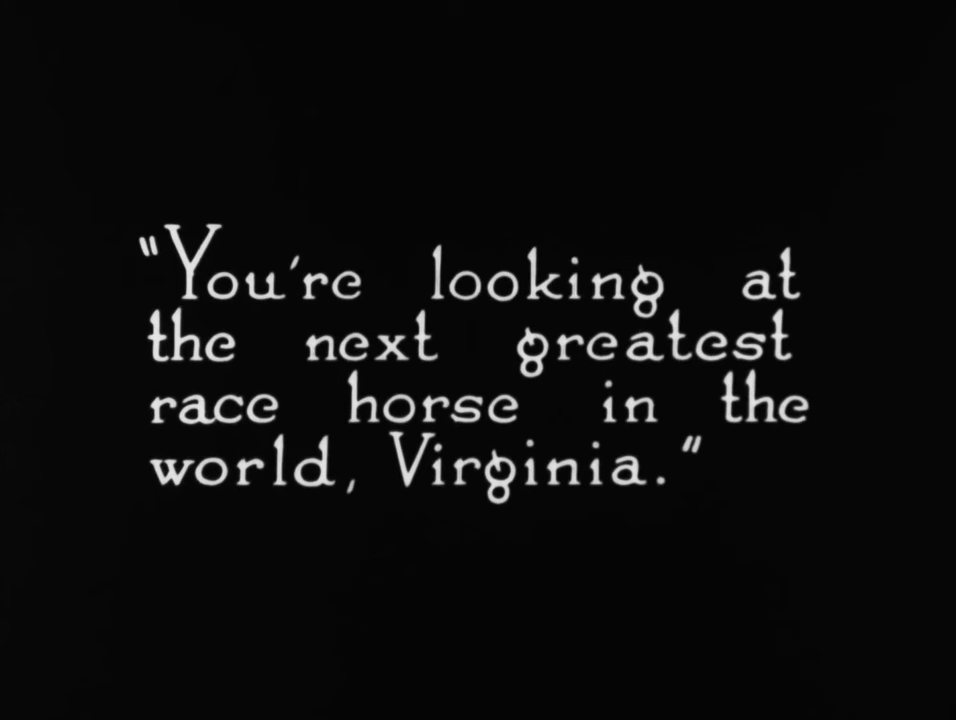 "You're looking at
the next greatest
race horse in the
world, Virginia."